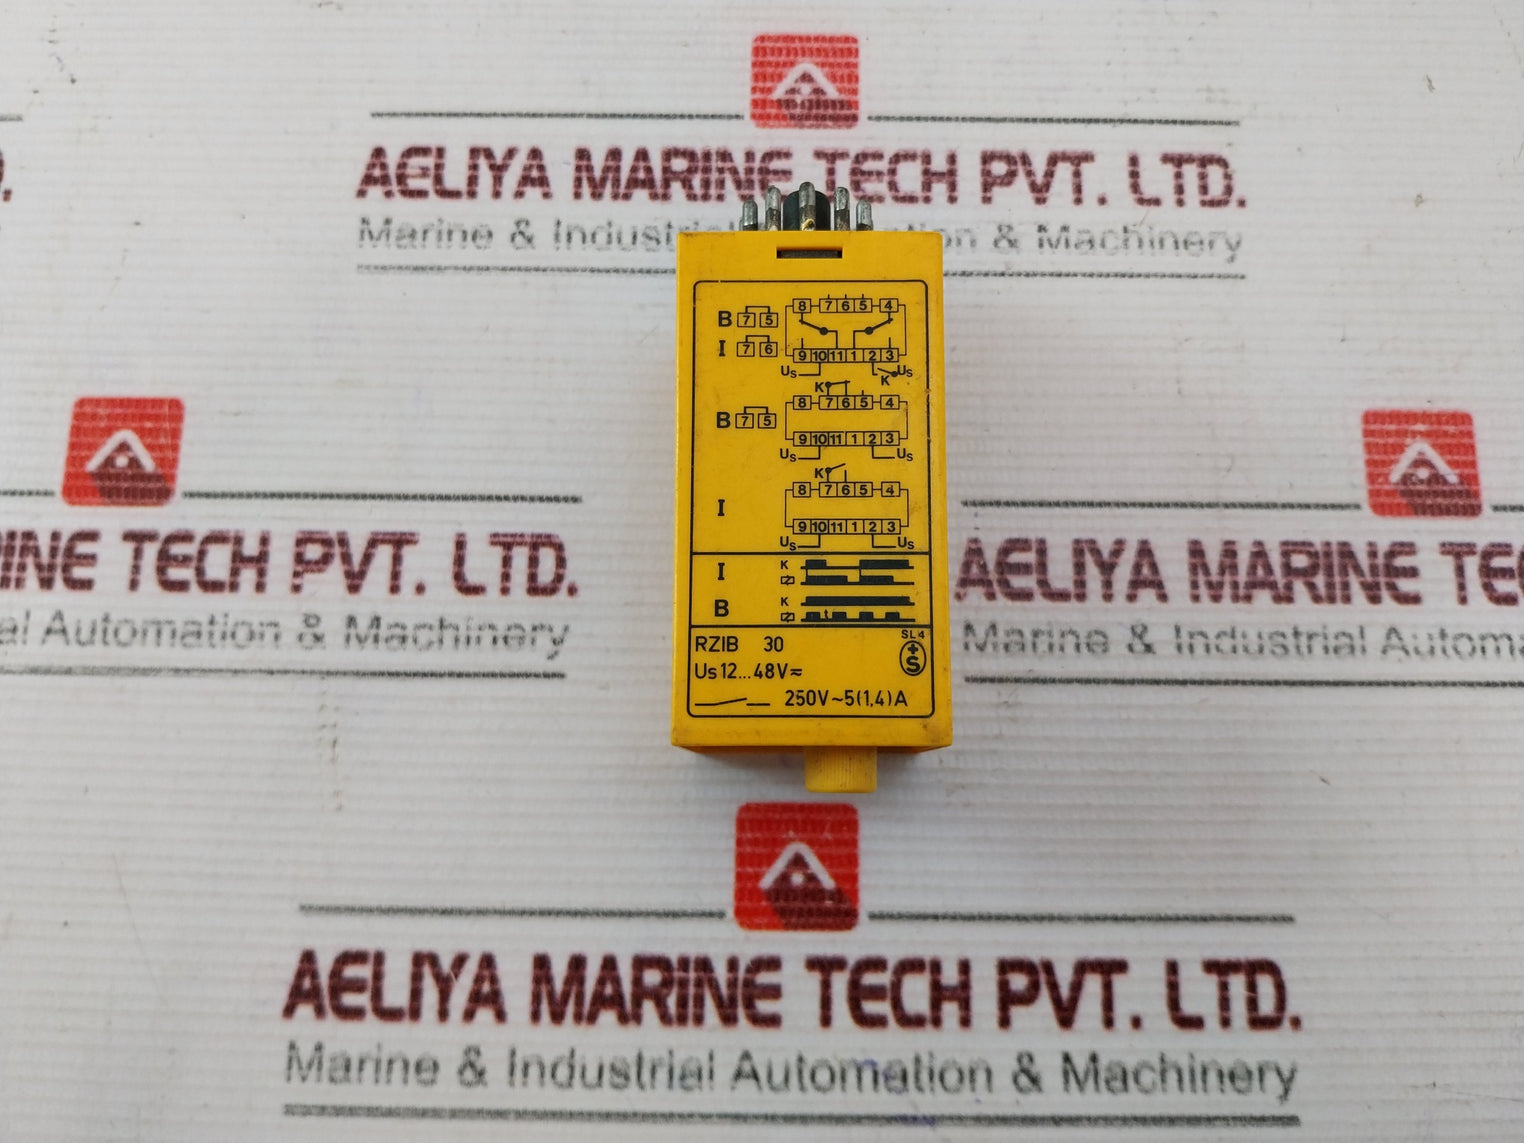 AELIYA MARINE TECH PVT. LTD.
Marine & Industrial Automation & Machinery
B 7 5
8 7 6 5 4
I 7 6
9 10 11 1 2 3
Us K Us
K
B 7 5
8 7 6 5 4
9 10 11 1 2 3
Us Us
K
8 7 6 5 4
I
9 10 11 1 2 3
Us Us
I K
B K
t
RZIB 30
SL4
+S
Us 12...48V≂
250V~5(1,4)A
INE TECH PVT. LTD.
al Automation & Machinery
AELIYA MARINE TEC
Marine & Industrial Automa
AELIYA MARINE TECH PVT. LTD.
Marine & Industrial Automation & Machinery